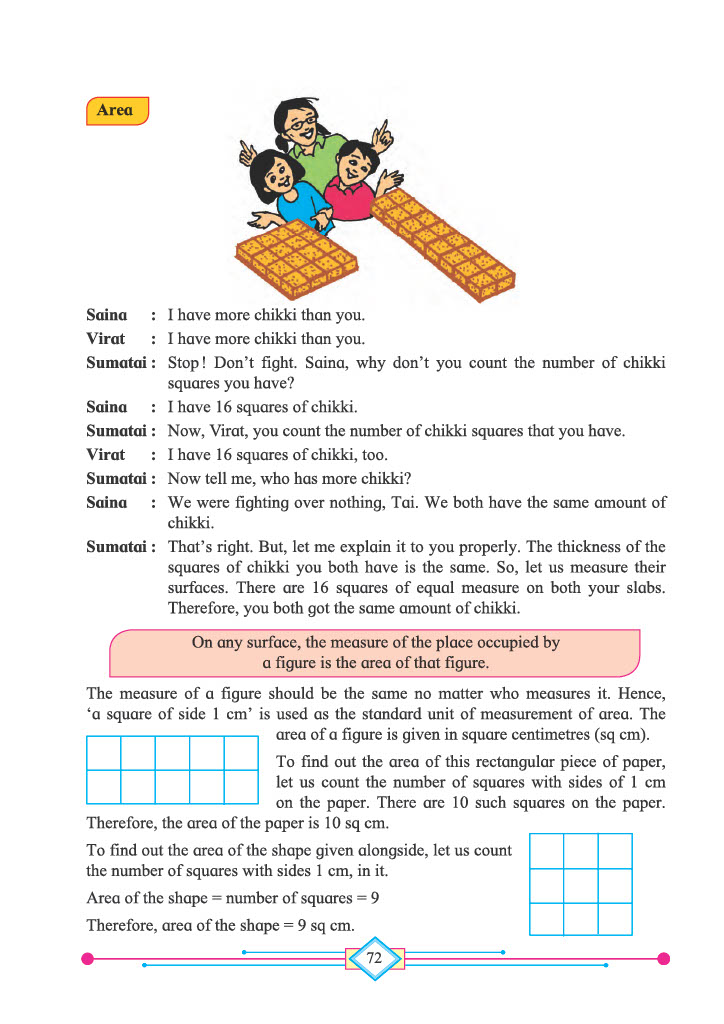 Area
Saina : I have more chikki than you.
Virat : I have more chikki than you.
Sumatai : Stop! Don’t fight. Saina, why don’t you count the number of chikki
squares you have?
Saina : I have 16 squares of chikki.
Sumatai : Now, Virat, you count the number of chikki squares that you have.
Virat : I have 16 squares of chikki, too.
Sumatai : Now tell me, who has more chikki?
Saina : We were fighting over nothing, Tai. We both have the same amount of
chikki.
Sumatai : That’s right. But, let me explain it to you properly. The thickness of the
squares of chikki you both have is the same. So, let us measure their
surfaces. There are 16 squares of equal measure on both your slabs.
Therefore, you both got the same amount of chikki.
On any surface, the measure of the place occupied by
a figure is the area of that figure.
The measure of a figure should be the same no matter who measures it. Hence,
‘a square of side 1 cm’ is used as the standard unit of measurement of area. The
area of a figure is given in square centimetres (sq cm).
To find out the area of this rectangular piece of paper,
let us count the number of squares with sides of 1 cm
on the paper. There are 10 such squares on the paper.
Therefore, the area of the paper is 10 sq cm.
To find out the area of the shape given alongside, let us count
the number of squares with sides 1 cm, in it.
Area of the shape = number of squares = 9
Therefore, area of the shape = 9 sq cm.
72